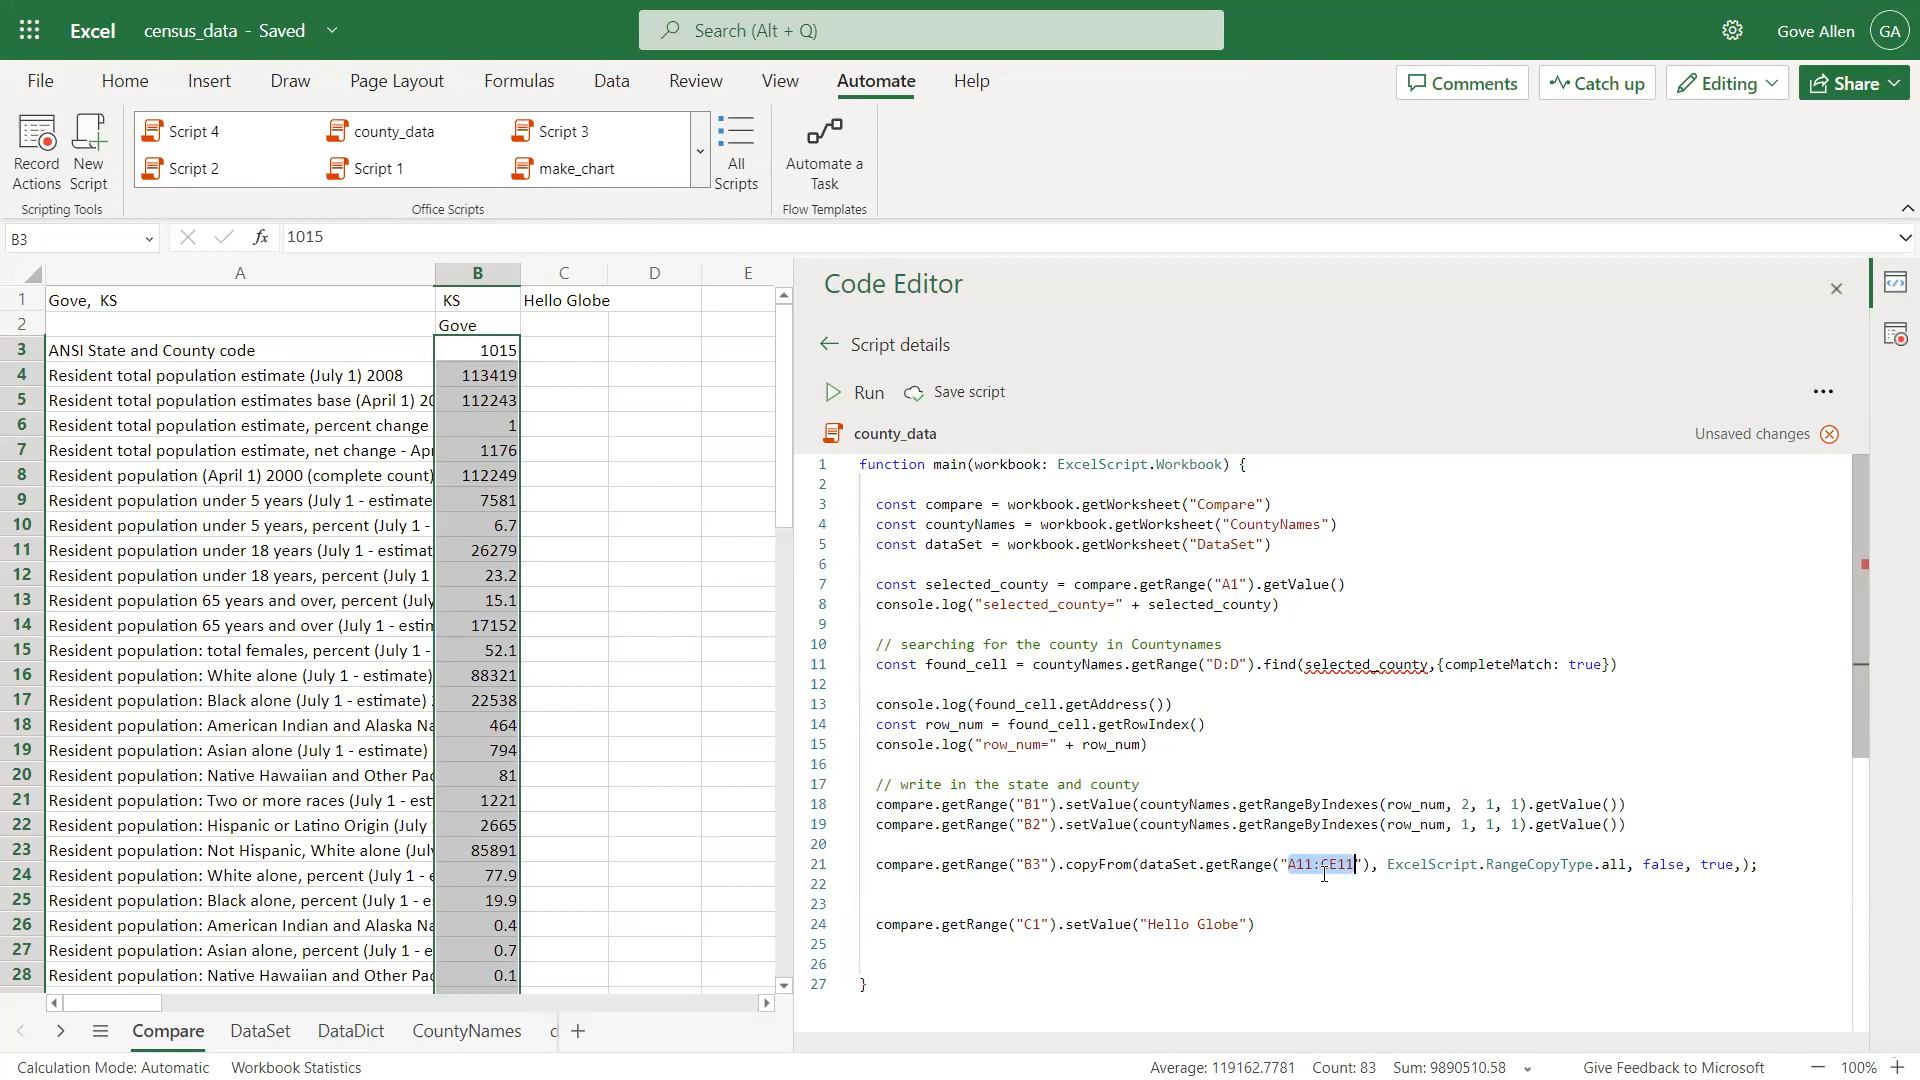 Excel census_data - Saved Search (Alt + Q) Gove Allen GA
File Home Insert Draw Page Layout Formulas Data Review View Automate Help Comments Catch up Editing Share
Script 4 county_data Script 3
Script 2 Script 1 make_chart
Record Actions New Script All Scripts Automate a Task
Scripting Tools Office Scripts Flow Templates
B3 fx 1015
A B C D E
1 Gove, KS KS Hello Globe
2 Gove
3 ANSI State and County code 1015
4 Resident total population estimate (July 1) 2008 113419
5 Resident total population estimates base (April 1) 20 112243
6 Resident total population estimate, percent change 1
7 Resident total population estimate, net change - Apr 1176
8 Resident population (April 1) 2000 (complete count) 112249
9 Resident population under 5 years (July 1 - estimate 7581
10 Resident population under 5 years, percent (July 1 - 6.7
11 Resident population under 18 years (July 1 - estimat 26279
12 Resident population under 18 years, percent (July 1 23.2
13 Resident population 65 years and over, percent (July 15.1
14 Resident population 65 years and over (July 1 - estim 17152
15 Resident population: total females, percent (July 1 - 52.1
16 Resident population: White alone (July 1 - estimate) 88321
17 Resident population: Black alone (July 1 - estimate) 22538
18 Resident population: American Indian and Alaska Na 464
19 Resident population: Asian alone (July 1 - estimate) 794
20 Resident population: Native Hawaiian and Other Pac 81
21 Resident population: Two or more races (July 1 - est 1221
22 Resident population: Hispanic or Latino Origin (July 2665
23 Resident population: Not Hispanic, White alone (Jul 85891
24 Resident population: White alone, percent (July 1 - e 77.9
25 Resident population: Black alone, percent (July 1 - es 19.9
26 Resident population: American Indian and Alaska Na 0.4
27 Resident population: Asian alone, percent (July 1 - e 0.7
28 Resident population: Native Hawaiian and Other Pac 0.1
Compare DataSet DataDict CountyNames c
Code Editor
Script details
Run Save script
county_data Unsaved changes
1 function main(workbook: ExcelScript.Workbook) {
2
3 const compare = workbook.getWorksheet("Compare")
4 const countyNames = workbook.getWorksheet("CountyNames")
5 const dataSet = workbook.getWorksheet("DataSet")
6
7 const selected_county = compare.getRange("A1").getValue()
8 console.log("selected_county=" + selected_county)
9
10 // searching for the county in Countynames
11 const found_cell = countyNames.getRange("D:D").find(selected_county,{completeMatch: true})
12
13 console.log(found_cell.getAddress())
14 const row_num = found_cell.getRowIndex()
15 console.log("row_num=" + row_num)
16
17 // write in the state and county
18 compare.getRange("B1").setValue(countyNames.getRangeByIndexes(row_num, 2, 1, 1).getValue())
19 compare.getRange("B2").setValue(countyNames.getRangeByIndexes(row_num, 1, 1, 1).getValue())
20
21 compare.getRange("B3").copyFrom(dataSet.getRange("A11:CE11"), ExcelScript.RangeCopyType.all, false, true,);
22
23
24 compare.getRange("C1").setValue("Hello Globe")
25
26
27 }
Calculation Mode: Automatic Workbook Statistics Average: 119162.7781 Count: 83 Sum: 9890510.58 Give Feedback to Microsoft 100%